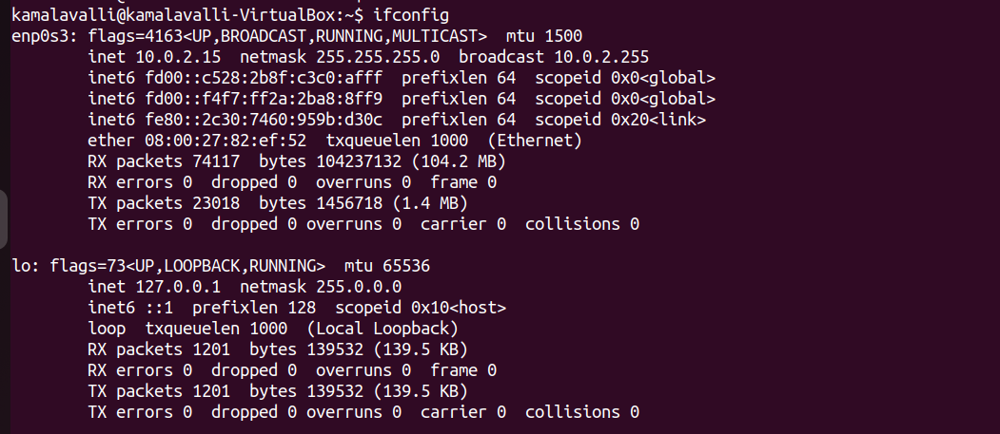 kamalavalli@kamalavalli-VirtualBox:~$ ifconfig
enp0s3: flags=4163<UP,BROADCAST,RUNNING,MULTICAST>  mtu 1500
        inet 10.0.2.15  netmask 255.255.255.0  broadcast 10.0.2.255
        inet6 fd00::c528:2b8f:c3c0:afff  prefixlen 64  scopeid 0x0<global>
        inet6 fd00::f4f7:ff2a:2ba8:8ff9  prefixlen 64  scopeid 0x0<global>
        inet6 fe80::2c30:7460:959b:d30c  prefixlen 64  scopeid 0x20<link>
        ether 08:00:27:82:ef:52  txqueuelen 1000  (Ethernet)
        RX packets 74117  bytes 104237132 (104.2 MB)
        RX errors 0  dropped 0  overruns 0  frame 0
        TX packets 23018  bytes 1456718 (1.4 MB)
        TX errors 0  dropped 0 overruns 0  carrier 0  collisions 0

lo: flags=73<UP,LOOPBACK,RUNNING>  mtu 65536
        inet 127.0.0.1  netmask 255.0.0.0
        inet6 ::1  prefixlen 128  scopeid 0x10<host>
        loop  txqueuelen 1000  (Local Loopback)
        RX packets 1201  bytes 139532 (139.5 KB)
        RX errors 0  dropped 0  overruns 0  frame 0
        TX packets 1201  bytes 139532 (139.5 KB)
        TX errors 0  dropped 0 overruns 0  carrier 0  collisions 0